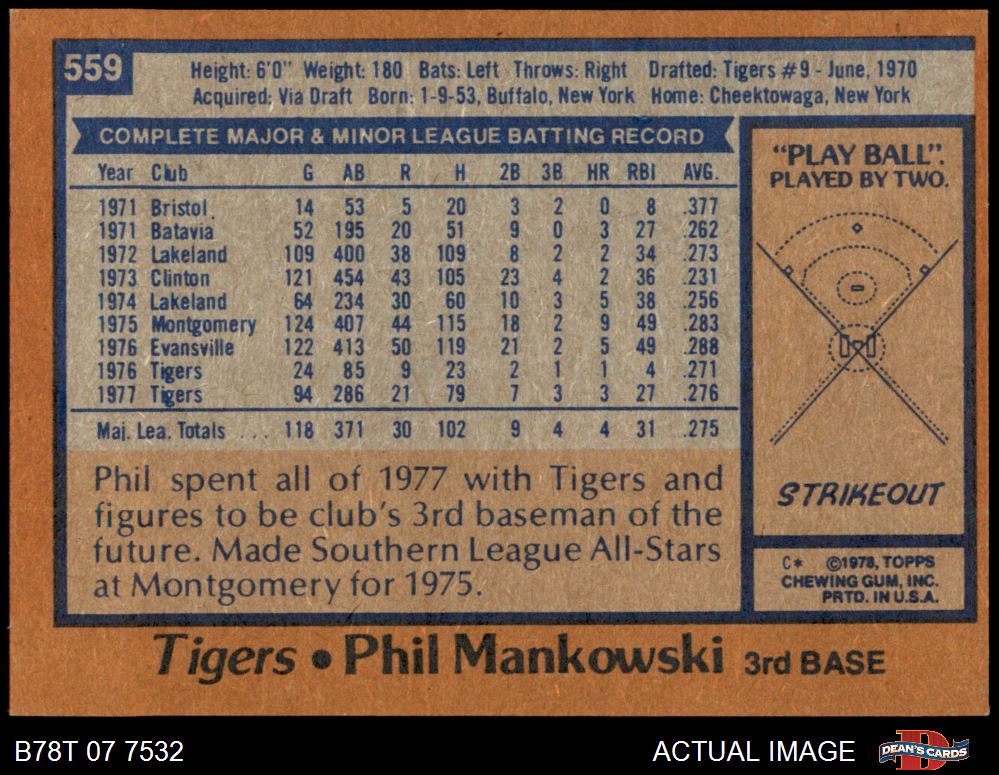 559
Height: 6'0" Weight: 180 Bats: Left Throws: Right Drafted: Tigers #9 - June, 1970
Acquired: Via Draft Born: 1-9-53, Buffalo, New York Home: Cheektowaga, New York
COMPLETE MAJOR & MINOR LEAGUE BATTING RECORD
Year Club G AB R H 2B 3B HR RBI AVG.
1971 Bristol 14 53 5 20 3 2 0 8 .377
1971 Batavia 52 195 20 51 9 0 3 27 .262
1972 Lakeland 109 400 38 109 8 2 2 34 .273
1973 Clinton 121 454 43 105 23 4 2 36 .231
1974 Lakeland 64 234 30 60 10 3 5 38 .256
1975 Montgomery 124 407 44 115 18 2 9 49 .283
1976 Evansville 122 413 50 119 21 2 5 49 .288
1976 Tigers 24 85 9 23 2 1 1 4 .271
1977 Tigers 94 286 21 79 7 3 3 27 .276
Maj. Lea. Totals ... 118 371 30 102 9 4 4 31 .275
Phil spent all of 1977 with Tigers and
figures to be club's 3rd baseman of the
future. Made Southern League All-Stars
at Montgomery for 1975.
"PLAY BALL".
PLAYED BY TWO.
STRIKEOUT
C* ©1978, TOPPS
CHEWING GUM, INC.
PRTD. IN U.S.A.
Tigers • Phil Mankowski 3rd BASE
B78T 07 7532
ACTUAL IMAGE
D
DEAN'S CARDS